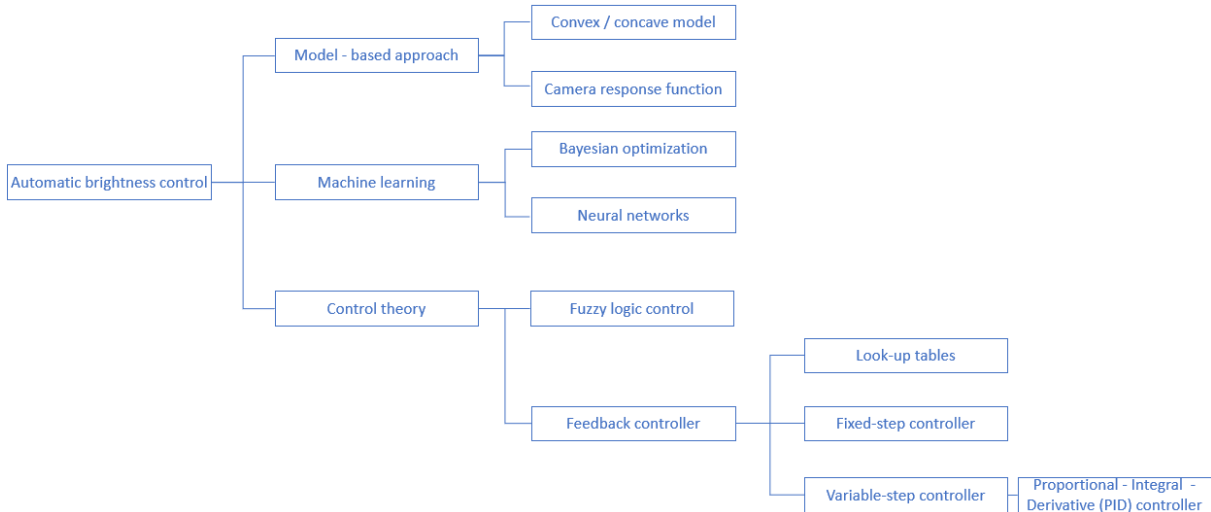 Convex / concave model
Model - based approach
Camera response function
Bayesian optimization
Automatic brightness control
Machine learning
Neural networks
Control theory
Fuzzy logic control
Look-up tables
Feedback controller
Fixed-step controller
Variable-step controller
Proportional - Integral -
Derivative (PID) controller